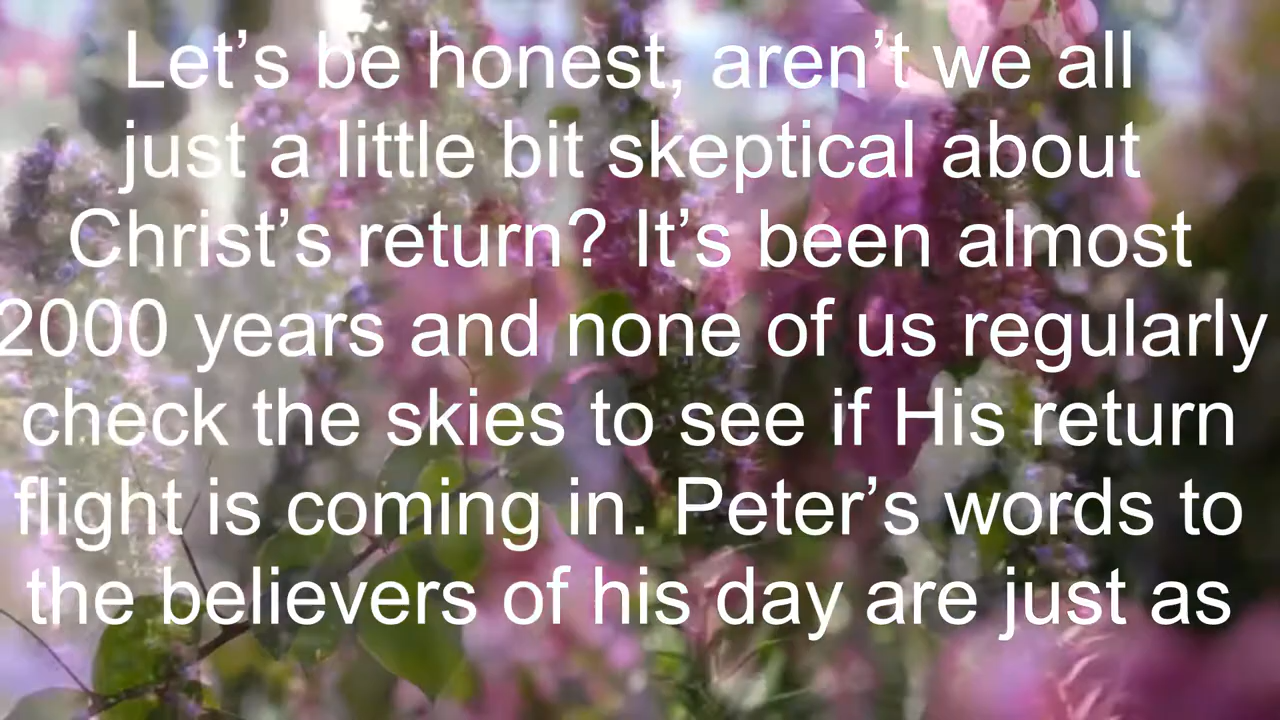 Let’s be honest, aren’t we all
just a little bit skeptical about
Christ’s return? It’s been almost
2000 years and none of us regularly
check the skies to see if His return
flight is coming in. Peter’s words to
the believers of his day are just as